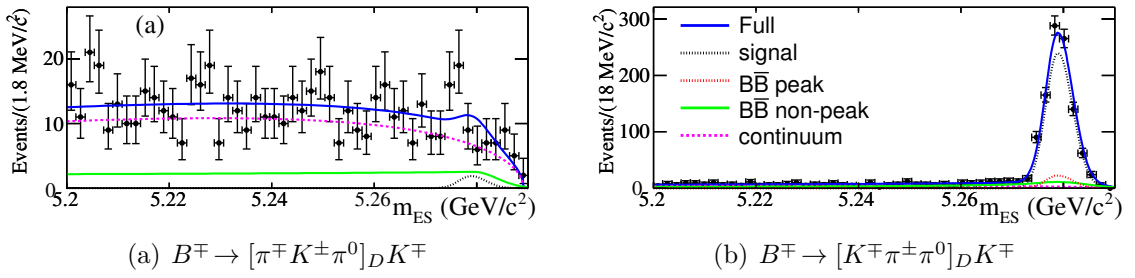 (a)
Events/(1.8 MeV/c²)
20
10
0
5.2
5.22
5.24
5.26
m_ES (GeV/c²)
(a) B^∓ → [π^∓ K^± π^0]_D K^∓
Events/(18 MeV/c²)
300
200
100
0
Full
signal
BB̅ peak
BB̅ non-peak
continuum
5.2
5.22
5.24
5.26
m_ES (GeV/c²)
(b) B^∓ → [K^∓ π^± π^0]_D K^∓